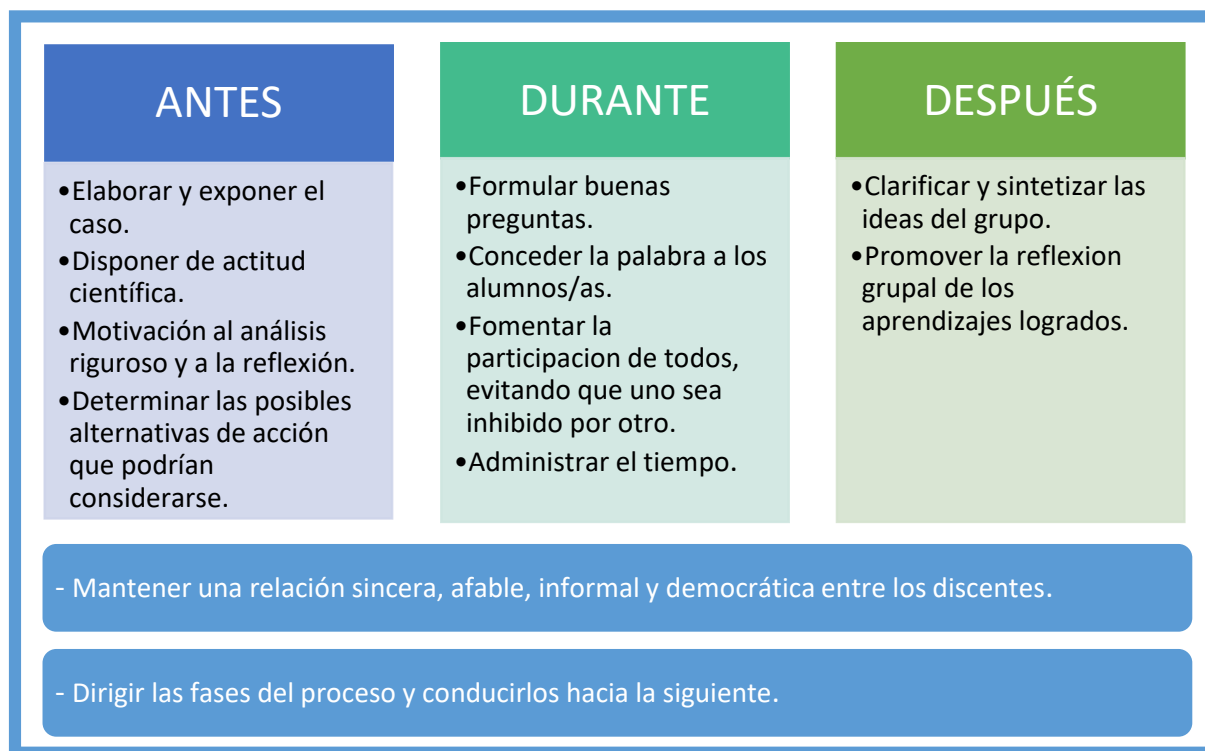 ANTES
•Elaborar y exponer el
caso.
•Disponer de actitud
científica.
•Motivación al análisis
riguroso y a la reflexión.
•Determinar las posibles
alternativas de acción
que podrían
considerarse.
DURANTE
•Formular buenas
preguntas.
•Conceder la palabra a los
alumnos/as.
•Fomentar la
participacion de todos,
evitando que uno sea
inhibido por otro.
•Administrar el tiempo.
DESPUÉS
•Clarificar y sintetizar las
ideas del grupo.
•Promover la reflexion
grupal de los
aprendizajes logrados.
- Mantener una relación sincera, afable, informal y democrática entre los discentes.
- Dirigir las fases del proceso y conducirlos hacia la siguiente.